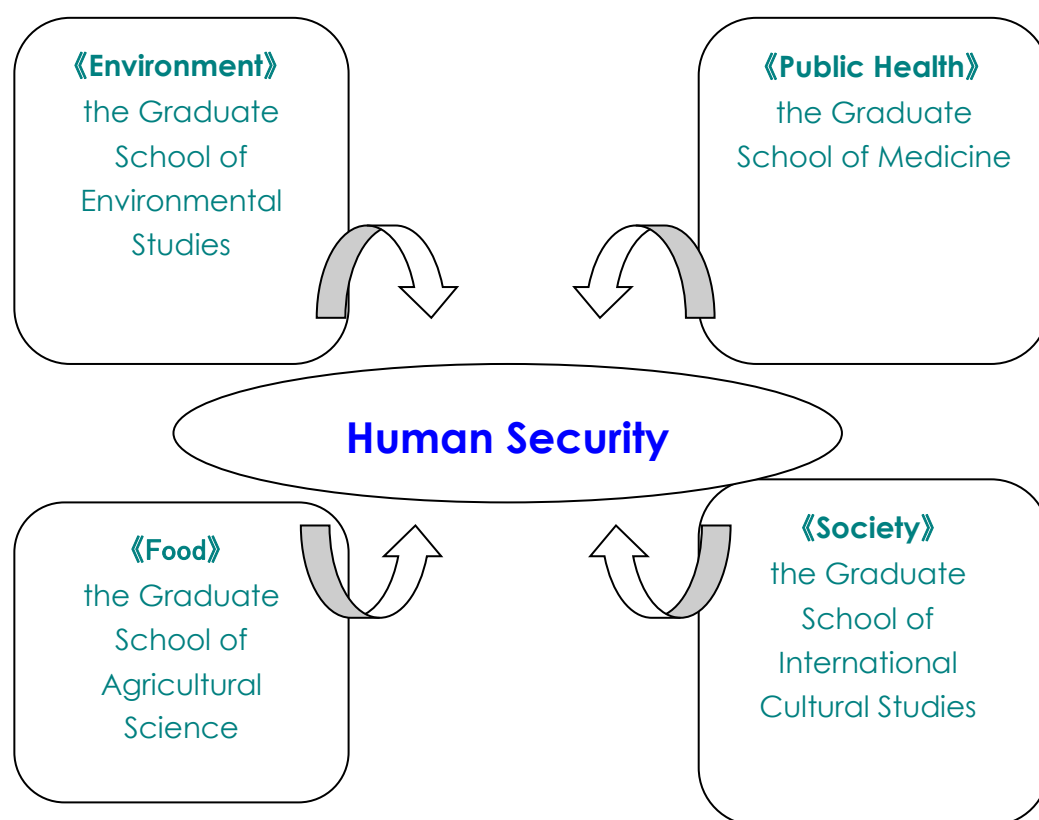 《Environment》
the Graduate
School of
Environmental
Studies
《Public Health》
the Graduate
School of Medicine
Human Security
《Food》
the Graduate
School of
Agricultural
Science
《Society》
the Graduate
School of
International
Cultural Studies